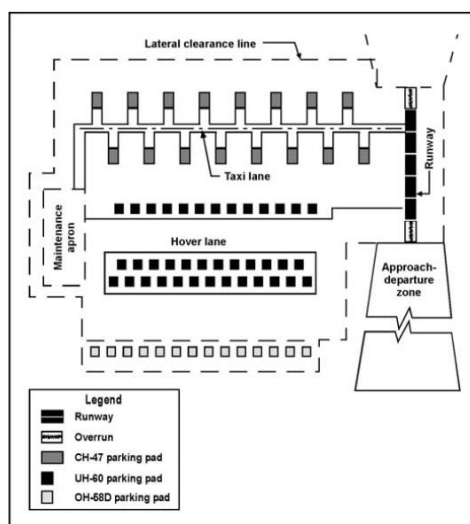 Lateral clearance line
Runway
Taxi lane
Maintenance
apron
Hover lane
Approach-
departure
zone
Legend
Runway
Overrun
CH-47 parking pad
UH-60 parking pad
OH-58D parking pad